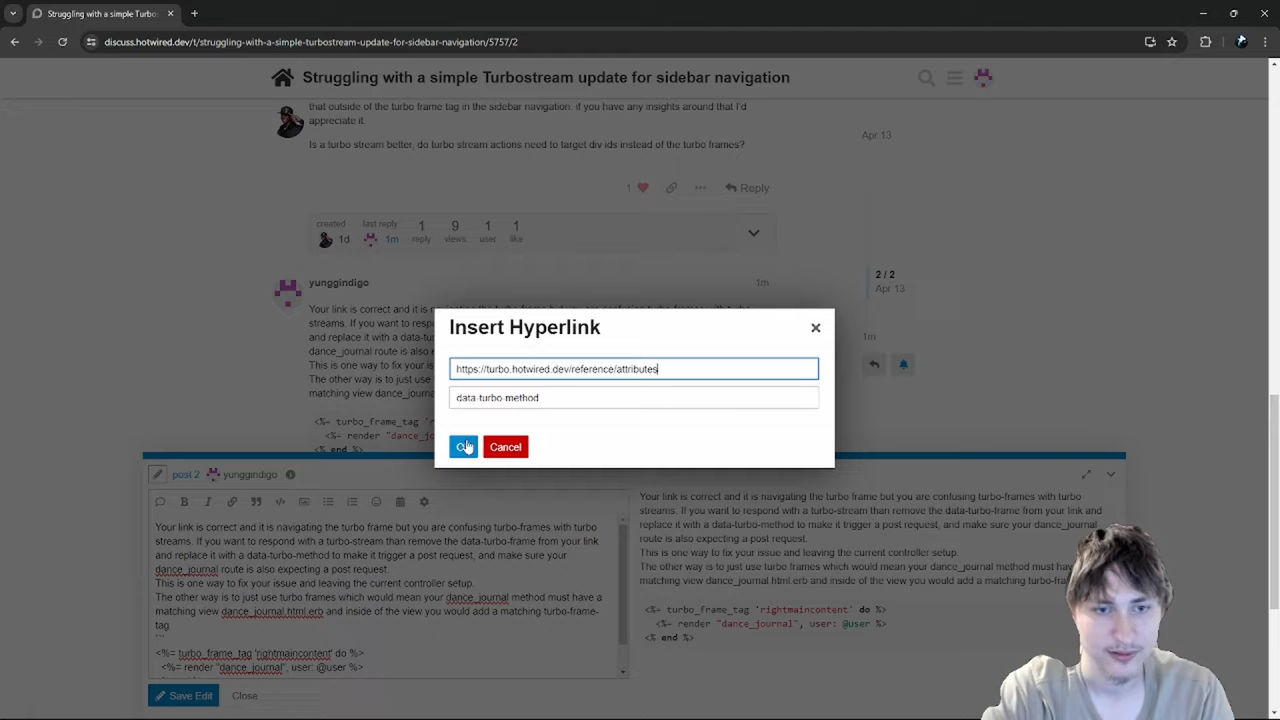 Struggling with a simple Turbo
discuss.hotwired.dev/t/struggling-with-a-simple-turbostream-update-for-sidebar-navigation/5757/2
Struggling with a simple Turbostream update for sidebar navigation
that outside of the turbo frame tag in the sidebar navigation. if you have any insights around that I'd
appreciate it.
Apr 13
Is a turbo stream better, do turbo stream actions need to target div ids instead of the turbo frames?
1 Reply
created last reply 1 9 1 1
1d 1m reply views user like
2 / 2
Apr 13
yunggindigo 1m
Your link is correct and it is navigating the turbo frame but you are confusing turbo-frames with turbo
streams. If you want to respo
and replace it with a data-tur
dance_journal route is also e
This is one way to fix your is
The other way is to just use
matching view dance_journa
1m
<%= turbo_frame_tag 'r
<%= render "dance_jo
<% end %>
Insert Hyperlink
https://turbo.hotwired.dev/reference/attributes
data-turbo-method
Cancel
post 2 yunggindigo
Your link is correct and it is navigating the turbo frame but you are confusing turbo-frames with turbo
streams. If you want to respond with a turbo-stream than remove the data-turbo-frame from your link
and replace it with a data-turbo-method to make it trigger a post request, and make sure your
dance_journal route is also expecting a post request.
This is one way to fix your issue and leaving the current controller setup.
The other way is to just use turbo frames which would mean your dance_journal method must have a
matching view dance_journal.html.erb and inside of the view you would add a matching turbo-frame-
tag
```
<%= turbo_frame_tag 'rightmaincontent' do %>
<%= render "dance_journal", user: @user %>
Your link is correct and it is navigating the turbo frame but you are confusing turbo-frames with turbo
streams. If you want to respond with a turbo-stream than remove the data-turbo-frame from your link and
replace it with a data-turbo-method to make it trigger a post request, and make sure your dance_journal
route is also expecting a post request.
This is one way to fix your issue and leaving the current controller setup.
The other way is to just use turbo frames which would mean your dance_journal method must ha
matching view dance_journal.html.erb and inside of the view you would add a matching turbo-fra
<%= turbo_frame_tag 'rightmaincontent' do %>
<%= render "dance_journal", user: @user %>
<% end %>
Save Edit Close